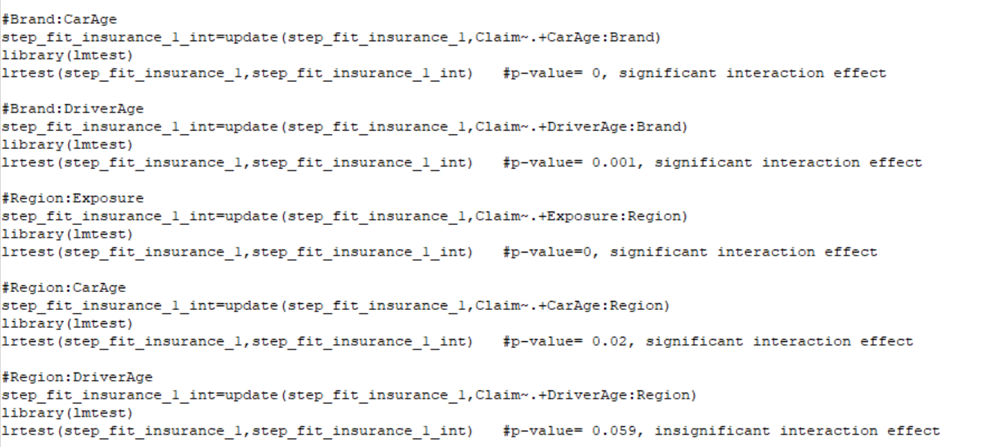 #Brand:CarAge
step_fit_insurance_1_int=update(step_fit_insurance_1,Claim~.+CarAge:Brand)
library(lmtest)
lrtest(step_fit_insurance_1,step_fit_insurance_1_int)   #p-value= 0, significant interaction effect

#Brand:DriverAge
step_fit_insurance_1_int=update(step_fit_insurance_1,Claim~.+DriverAge:Brand)
library(lmtest)
lrtest(step_fit_insurance_1,step_fit_insurance_1_int)   #p-value= 0.001, significant interaction effect

#Region:Exposure
step_fit_insurance_1_int=update(step_fit_insurance_1,Claim~.+Exposure:Region)
library(lmtest)
lrtest(step_fit_insurance_1,step_fit_insurance_1_int)   #p-value=0, significant interaction effect

#Region:CarAge
step_fit_insurance_1_int=update(step_fit_insurance_1,Claim~.+CarAge:Region)
library(lmtest)
lrtest(step_fit_insurance_1,step_fit_insurance_1_int)   #p-value= 0.02, significant interaction effect

#Region:DriverAge
step_fit_insurance_1_int=update(step_fit_insurance_1,Claim~.+DriverAge:Region)
library(lmtest)
lrtest(step_fit_insurance_1,step_fit_insurance_1_int)   #p-value= 0.059, insignificant interaction effect